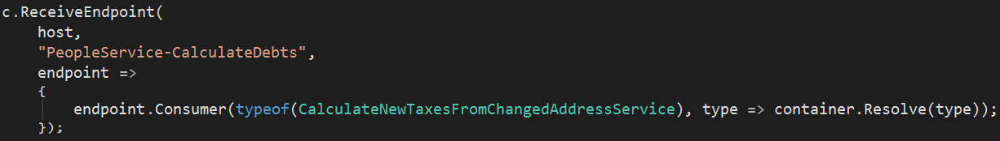 c.ReceiveEndpoint(
    host,
    "PeopleService-CalculateDebts",
    endpoint =>
    {
        endpoint.Consumer(typeof(CalculateNewTaxesFromChangedAddressService), type => container.Resolve(type));
    });